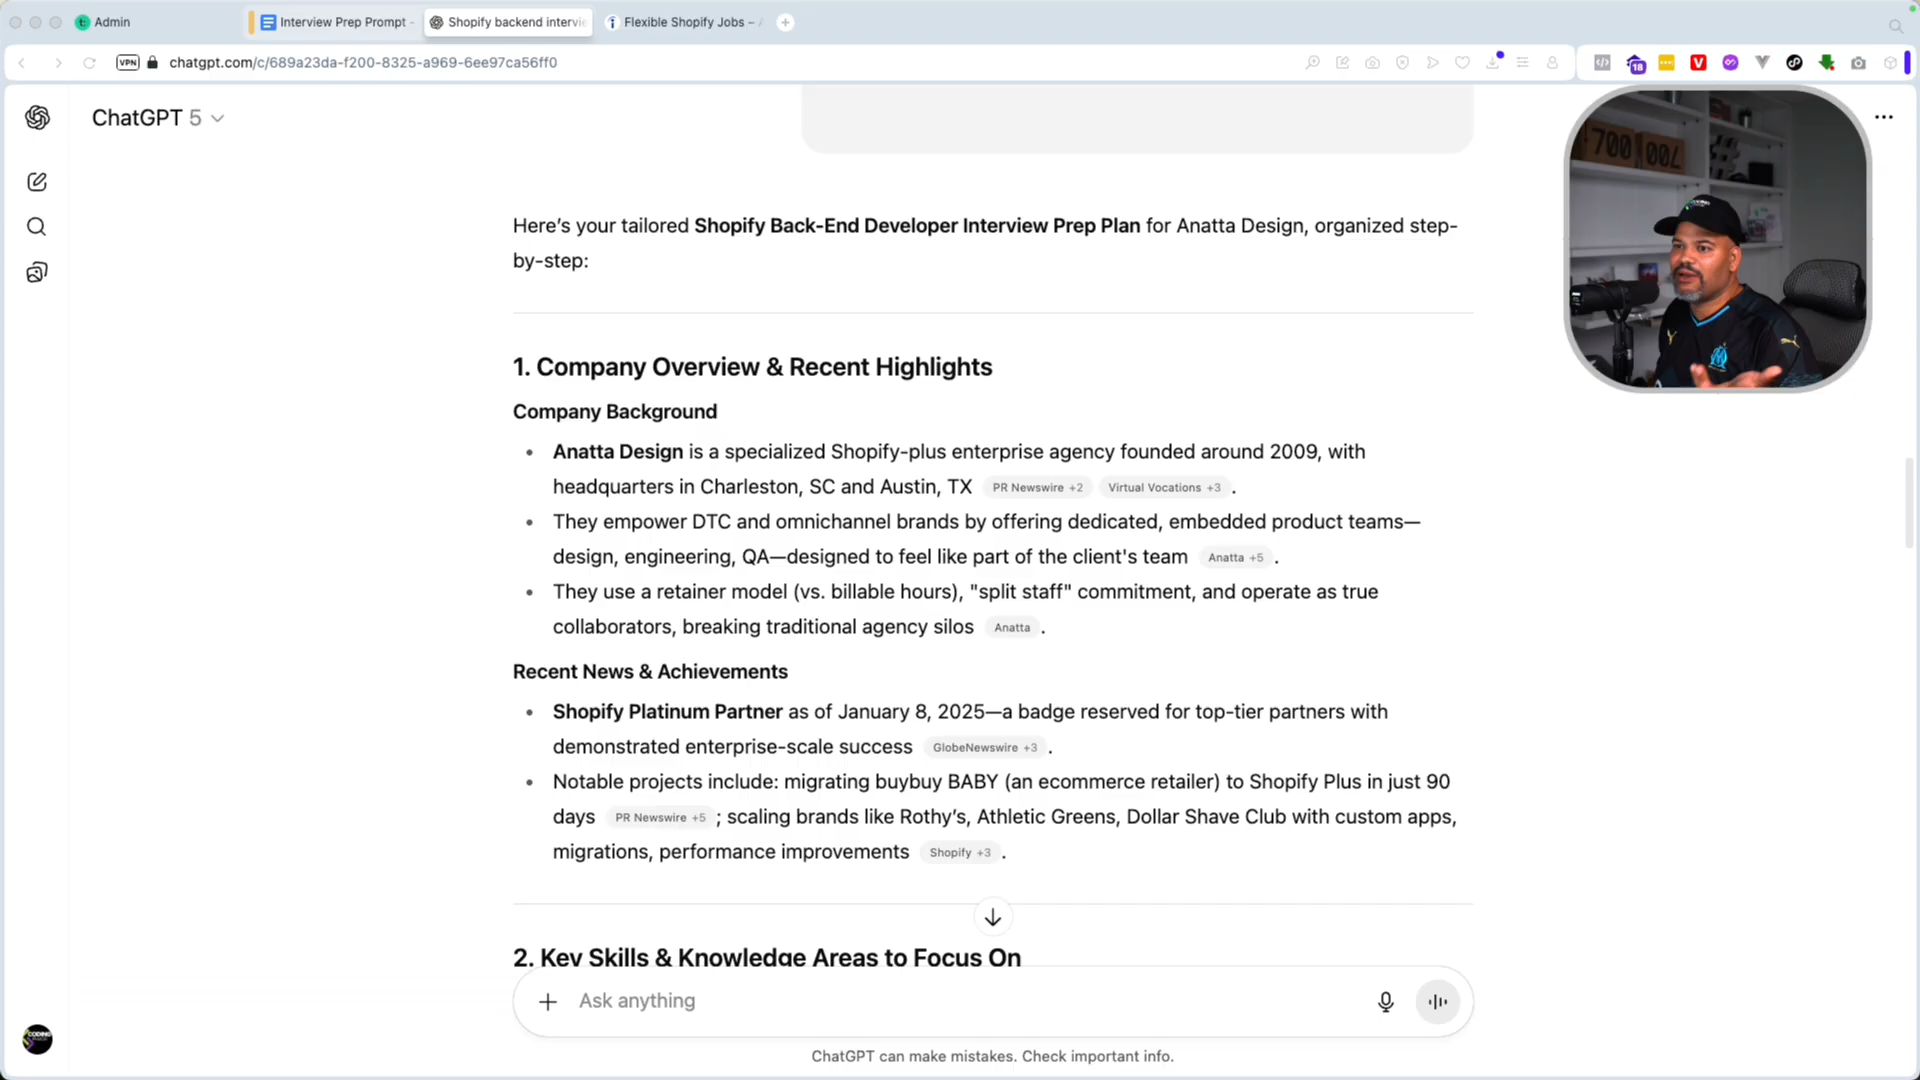 Admin
Interview Prep Prompt -
Shopify backend intervie
Flexible Shopify Jobs –
VPN
chatgpt.com/c/689a23da-f200-8325-a969-6ee97ca56ff0
18
ChatGPT 5
Here’s your tailored Shopify Back-End Developer Interview Prep Plan for Anatta Design, organized step-
by-step:
1. Company Overview & Recent Highlights
Company Background
• Anatta Design is a specialized Shopify-plus enterprise agency founded around 2009, with
headquarters in Charleston, SC and Austin, TX PR Newswire +2 Virtual Vocations +3 .
• They empower DTC and omnichannel brands by offering dedicated, embedded product teams—
design, engineering, QA—designed to feel like part of the client's team Anatta +5 .
• They use a retainer model (vs. billable hours), "split staff" commitment, and operate as true
collaborators, breaking traditional agency silos Anatta .
Recent News & Achievements
• Shopify Platinum Partner as of January 8, 2025—a badge reserved for top-tier partners with
demonstrated enterprise-scale success GlobeNewswire +3 .
• Notable projects include: migrating buybuy BABY (an ecommerce retailer) to Shopify Plus in just 90
days PR Newswire +5 ; scaling brands like Rothy’s, Athletic Greens, Dollar Shave Club with custom apps,
migrations, performance improvements Shopify +3 .
2. Key Skills & Knowledge Areas to Focus On
Ask anything
ChatGPT can make mistakes. Check important info.